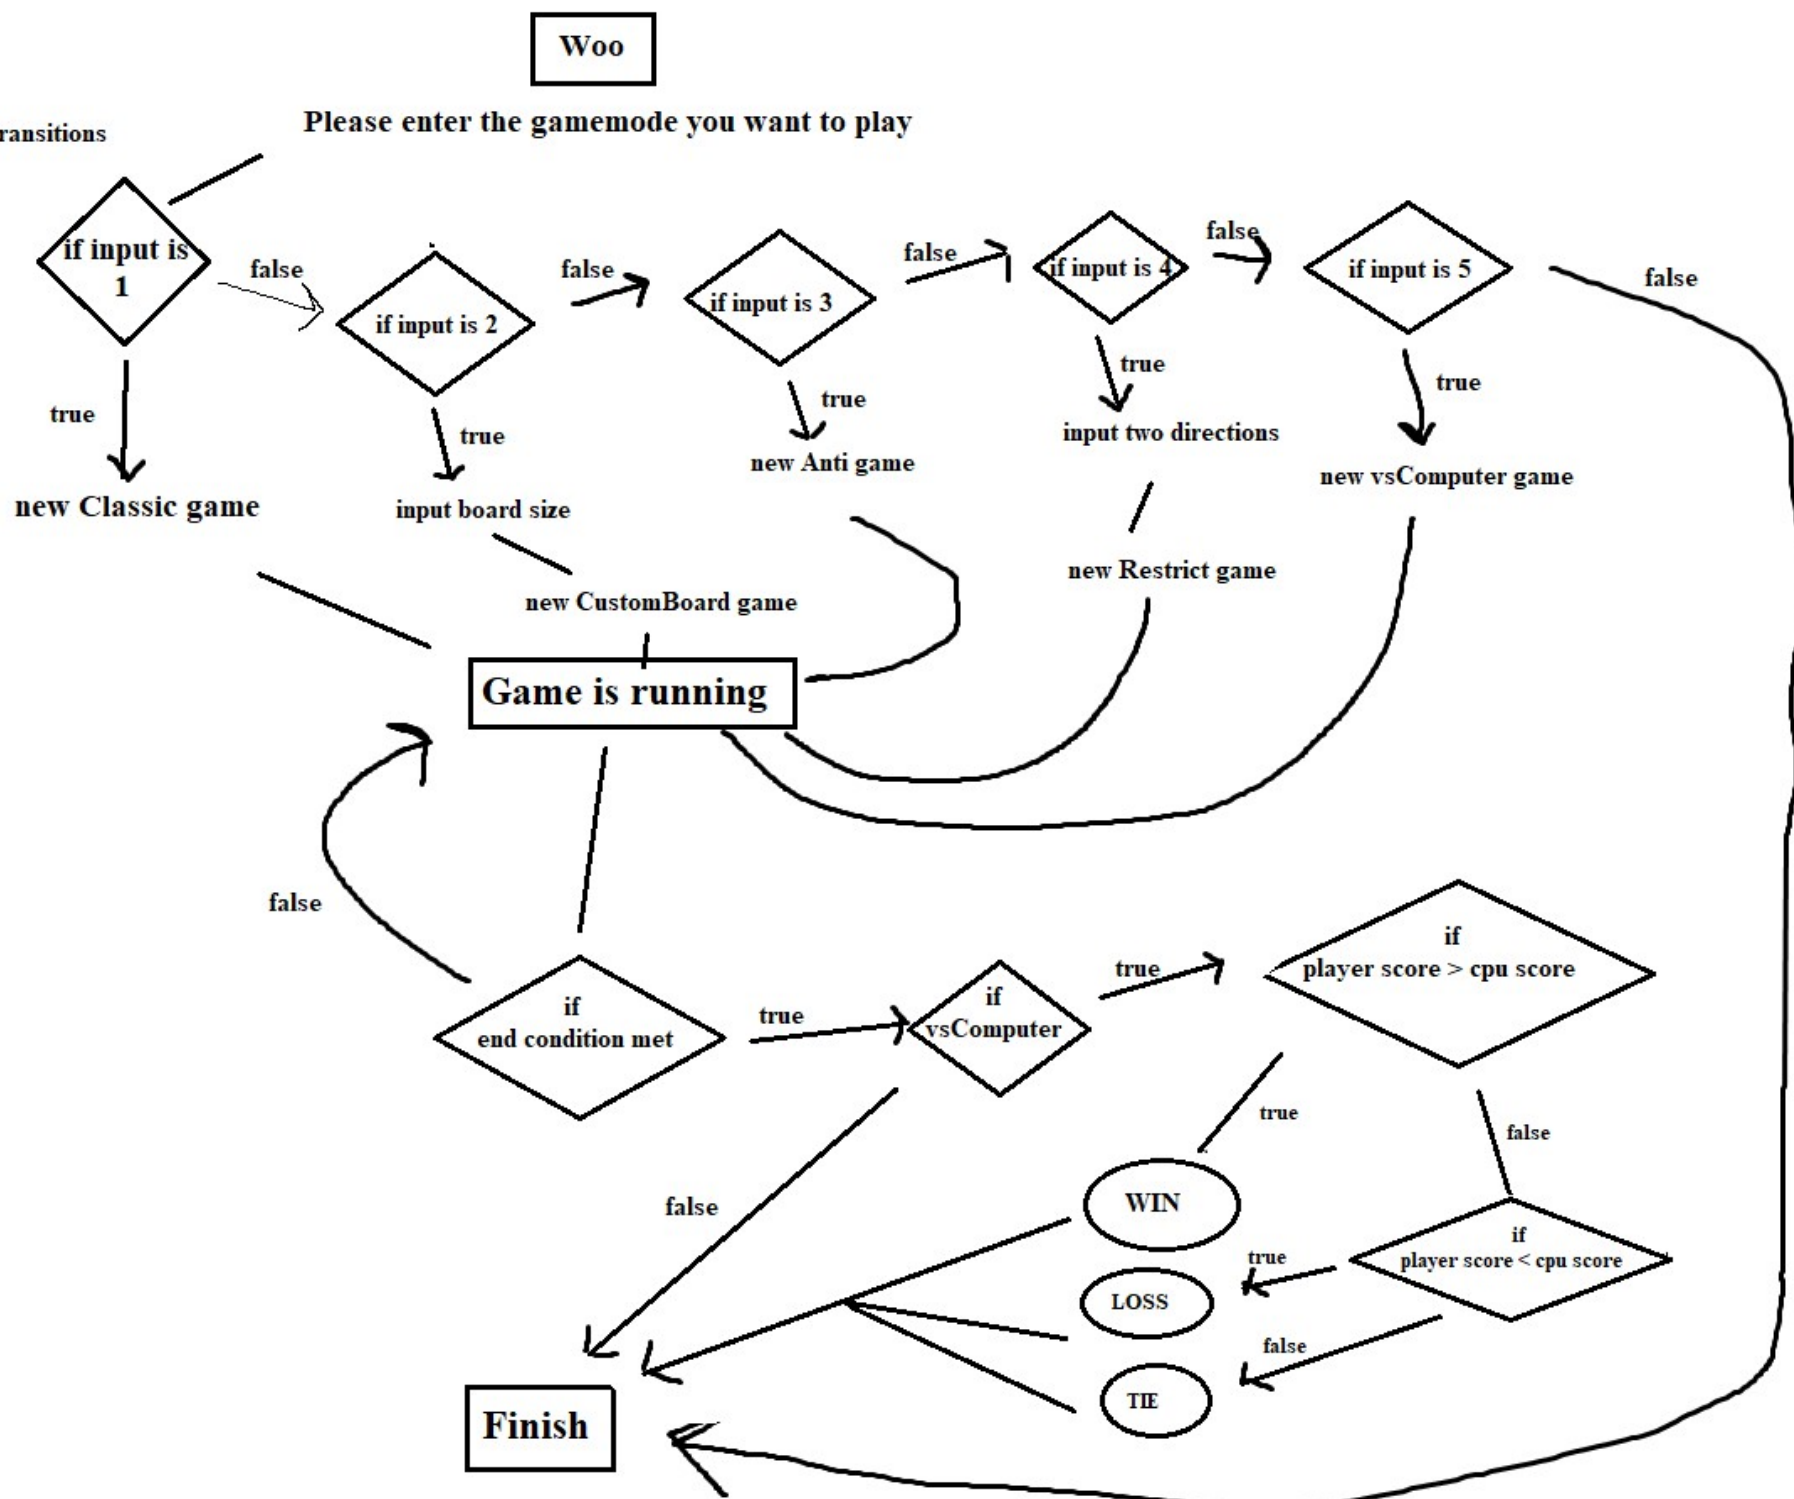 Woo
Please enter the gamemode you want to play
ransitions
if input is
1
false
if input is 2
false
if input is 3
false
if input is 4
false
if input is 5
false
true
new Classic game
true
input board size
new CustomBoard game
true
new Anti game
true
input two directions
new Restrict game
true
new vsComputer game
Game is running
false
if
end condition met
true
if
vsComputer
true
if
player score > cpu score
false
true
false
WIN
if
player score < cpu score
true
LOSS
false
TIE
Finish